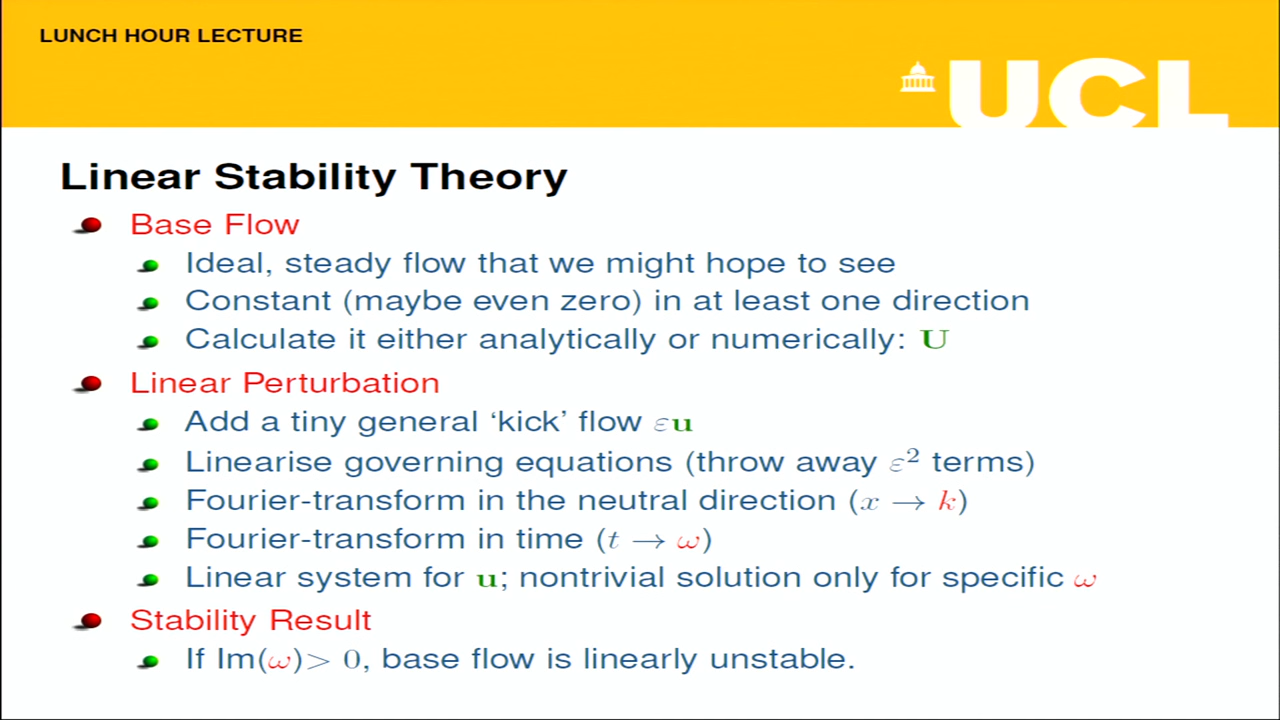 LUNCH HOUR LECTURE
UCL
Linear Stability Theory
Base Flow
Ideal, steady flow that we might hope to see
Constant (maybe even zero) in at least one direction
Calculate it either analytically or numerically: U
Linear Perturbation
Add a tiny general ‘kick’ flow εu
Linearise governing equations (throw away ε² terms)
Fourier-transform in the neutral direction (x → k)
Fourier-transform in time (t → ω)
Linear system for u; nontrivial solution only for specific ω
Stability Result
If Im(ω)> 0, base flow is linearly unstable.